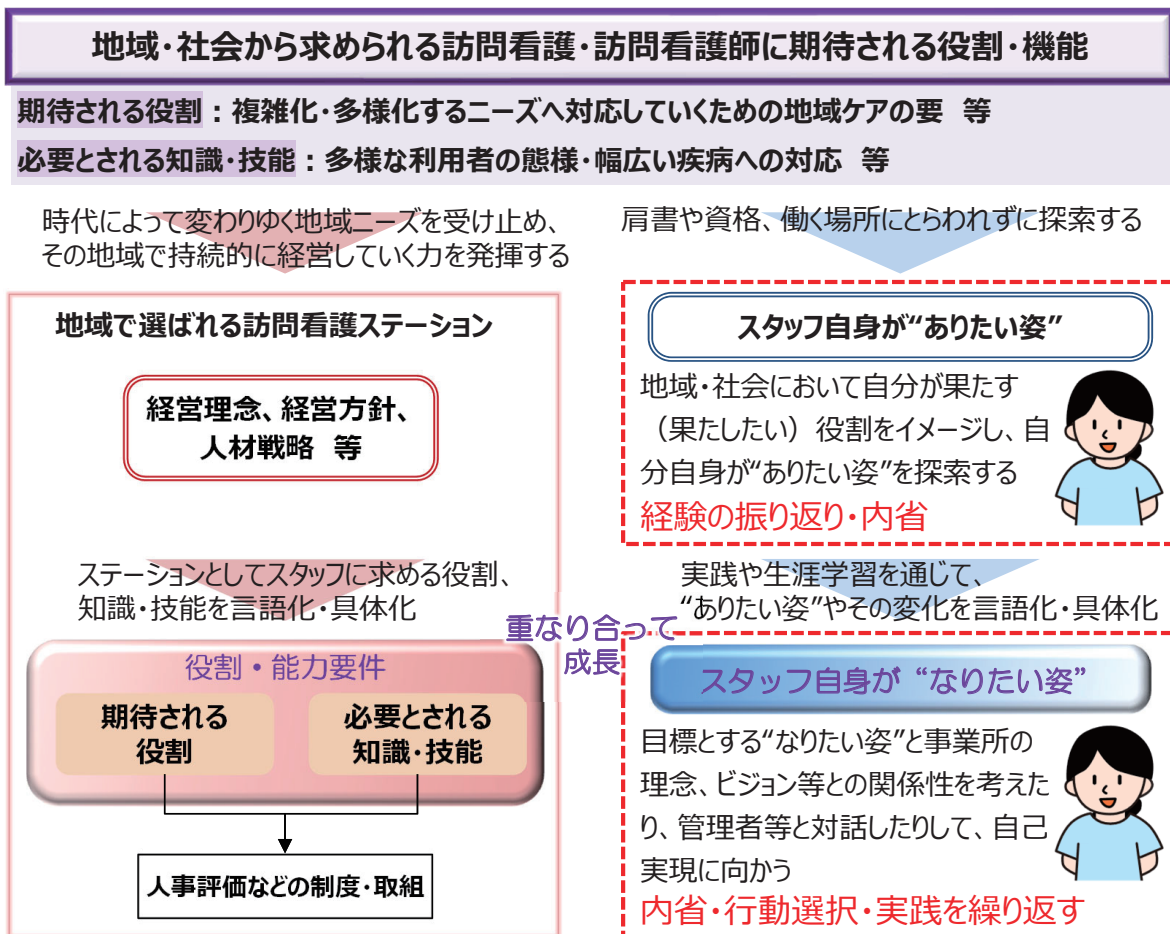 地域・社会から求められる訪問看護・訪問看護師に期待される役割・機能
期待される役割：複雑化・多様化するニーズへ対応していくための地域ケアの要 等
必要とされる知識・技能：多様な利用者の態様・幅広い疾病への対応 等
時代によって変わりゆく地域ニーズを受け止め、
その地域で持続的に経営していく力を発揮する
地域で選ばれる訪問看護ステーション
経営理念、経営方針、
人材戦略 等
ステーションとしてスタッフに求める役割、
知識・技能を言語化・具体化
役割・能力要件
期待される
役割
必要とされる
知識・技能
人事評価などの制度・取組
重なり合って
成長
肩書や資格、働く場所にとらわれずに探索する
スタッフ自身が“ありたい姿”
地域・社会において自分が果たす
（果たしたい）役割をイメージし、自
分自身が“ありたい姿”を探索する
経験の振り返り・内省
実践や生涯学習を通じて、
“ありたい姿”やその変化を言語化・具体化
スタッフ自身が“なりたい姿”
目標とする“なりたい姿”と事業所の
理念、ビジョン等との関係性を考えた
り、管理者等と対話したりして、自己
実現に向かう
内省・行動選択・実践を繰り返す